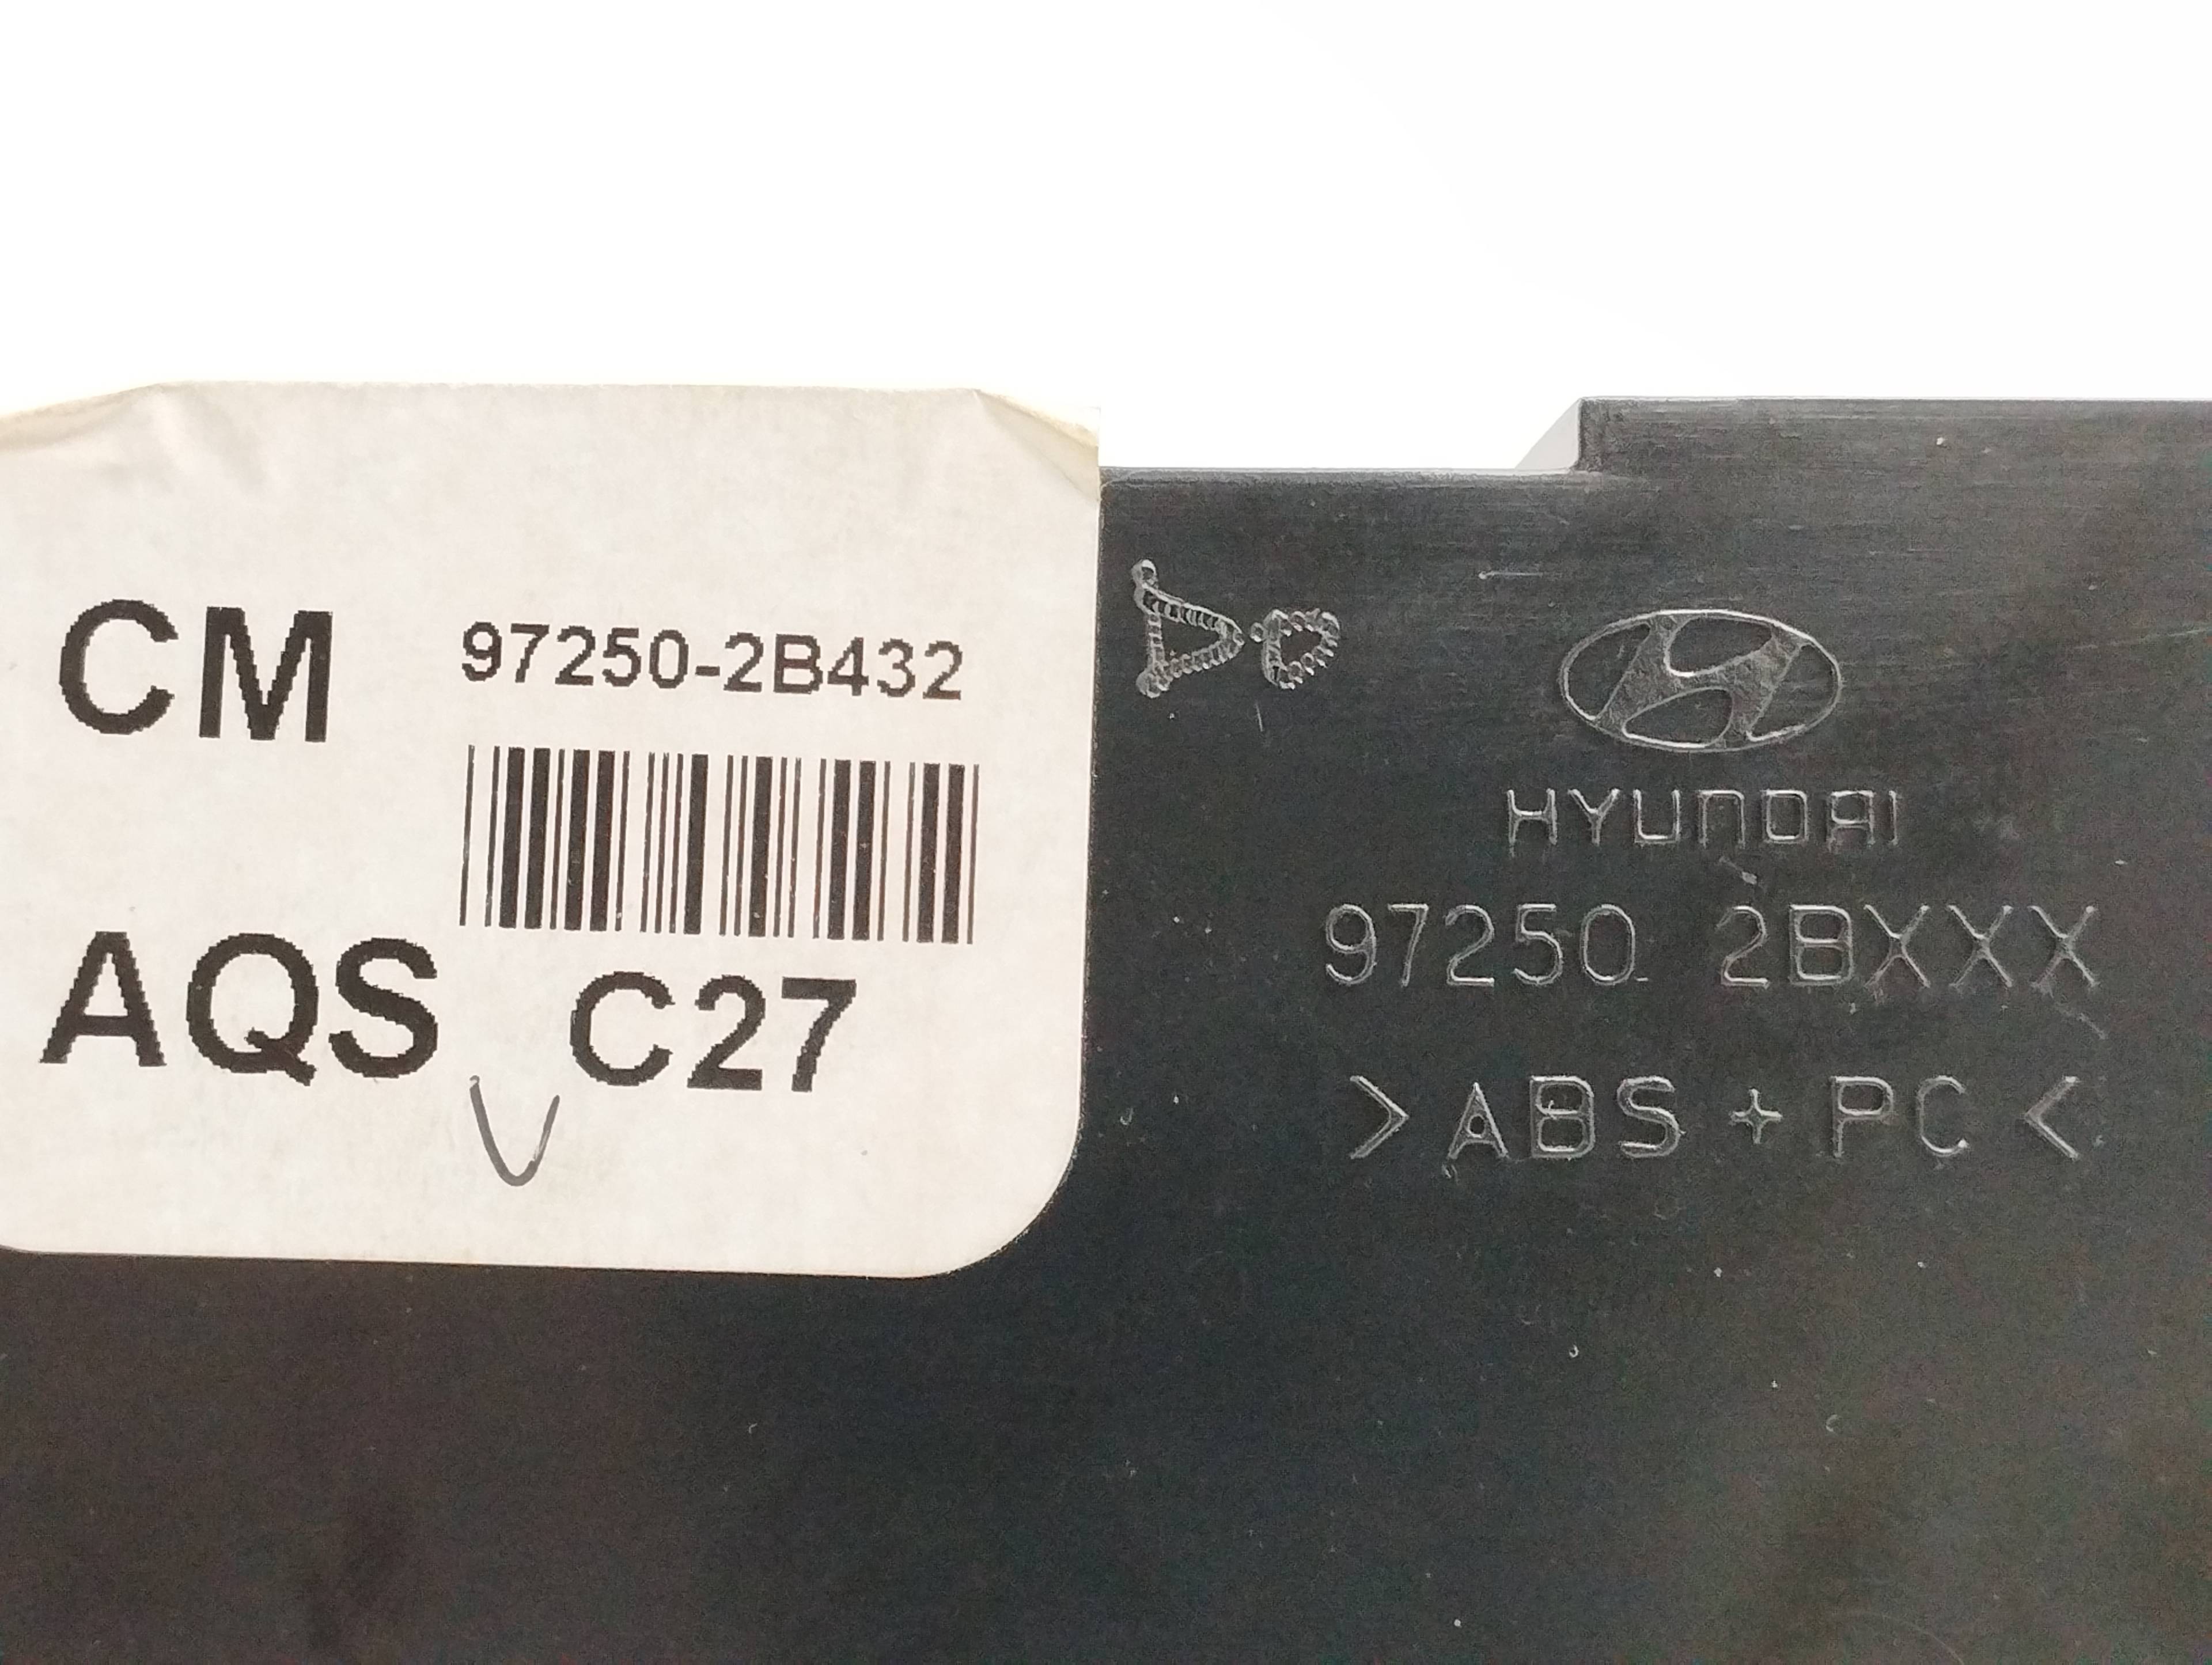 CM 97250-2B432
AQS C27
HYUNDAI
97250 2BXXX
>ABS+PC<